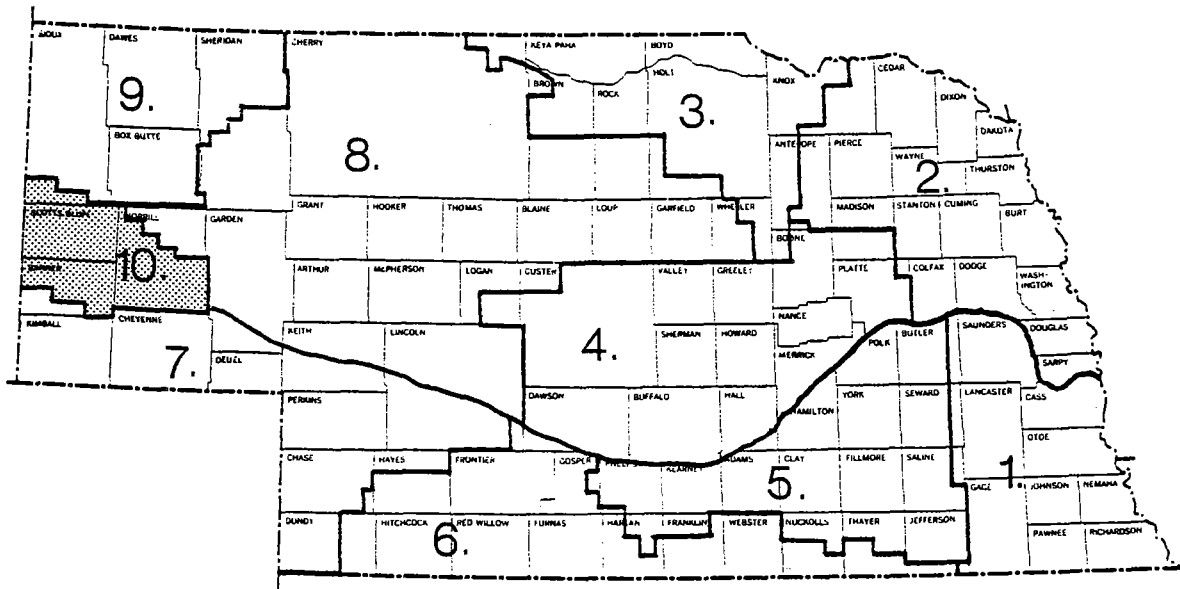 SIOUX DAWES SHERIDAN CHERRY KEYA PAHA BOYD
HOLT KNOX CEDAR
9. BROWN ROCK 3. DIXON
BOX BUTTE 8. ANTELOPE PIERCE DAKOTA
WAYNE
2. THURSTON
SCOTTS BLUFF MORRILL GARDEN GRANT HOOKER THOMAS BLAINE LOUP GARFIELD WHEELER MADISON STANTON CUMING BURT
BOONE
BANNER 10. ARTHUR McPHERSON LOGAN CUSTER VALLEY GREELEY PLATTE COLFAX DODGE WASH-
INGTON
NANCE
KIMBALL CHEYENNE KEITH LINCOLN SHERMAN HOWARD POLK BUTLER SAUNDERS DOUGLAS
7. DEUEL 4. MERRICK SARPY
PERKINS DAWSON BUFFALO HALL HAMILTON YORK SEWARD LANCASTER CASS
OTOE
CHASE HAYES FRONTIER GOSPER PHELPS KEARNEY ADAMS CLAY FILLMORE SALINE
5. GAGE 1. JOHNSON NEMAHA
DUNDY HITCHCOCK RED WILLOW FURNAS HARLAN FRANKLIN WEBSTER NUCKOLLS THAYER JEFFERSON
6. PAWNEE RICHARDSON